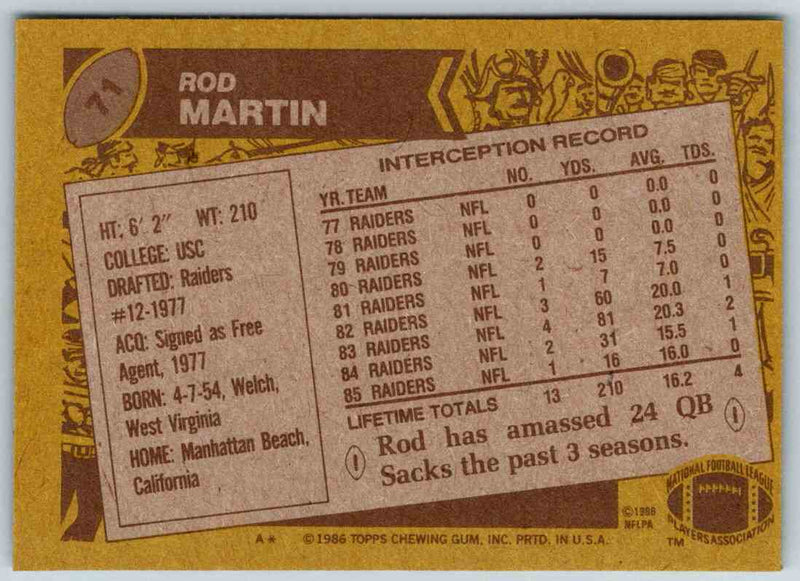 71
ROD
MARTIN
HT: 6' 2" WT: 210
COLLEGE: USC
DRAFTED: Raiders
#12-1977
ACQ: Signed as Free
Agent, 1977
BORN: 4-7-54, Welch,
West Virginia
HOME: Manhattan Beach,
California
INTERCEPTION RECORD
YR. TEAM NO. YDS. AVG. TDS.
77 RAIDERS NFL 0 0 0.0 0
78 RAIDERS NFL 0 0 0.0 0
79 RAIDERS NFL 0 0 0.0 0
80 RAIDERS NFL 2 15 7.5 0
81 RAIDERS NFL 1 7 7.0 0
82 RAIDERS NFL 3 60 20.0 1
83 RAIDERS NFL 4 81 20.3 2
84 RAIDERS NFL 2 31 15.5 1
85 RAIDERS NFL 1 16 16.0 0
LIFETIME TOTALS 13 210 16.2 4
Rod has amassed 24 QB
Sacks the past 3 seasons.
A* ©1986 TOPPS CHEWING GUM, INC. PRTD. IN U.S.A.
©1986
NFLPA
NATIONAL FOOTBALL LEAGUE
PLAYERS ASSOCIATION
TM